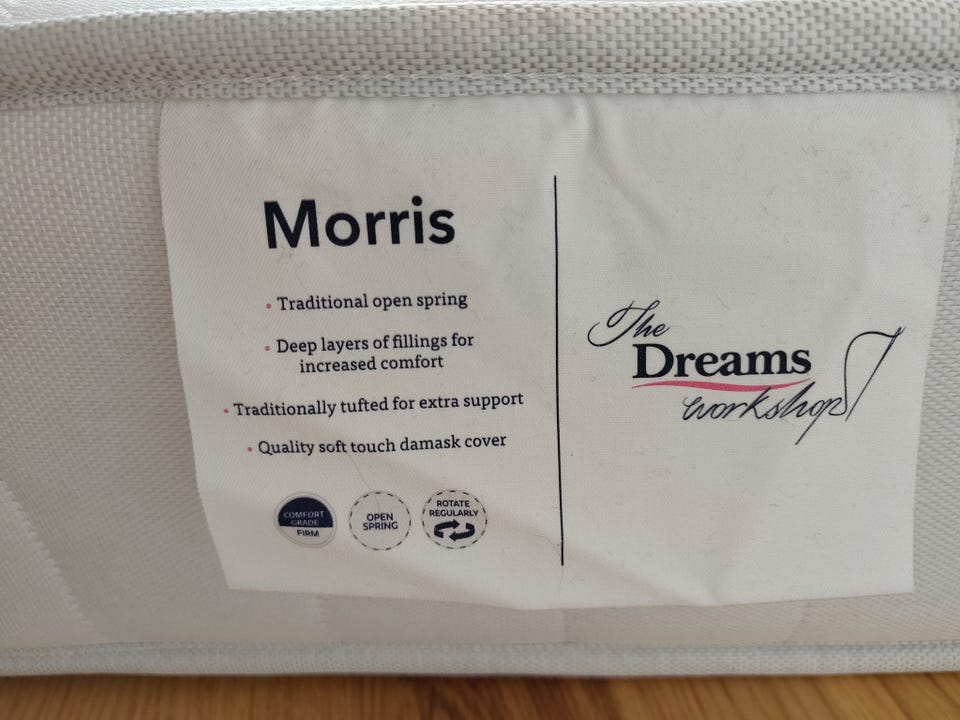 Morris
• Traditional open spring
• Deep layers of fillings for
increased comfort
• Traditionally tufted for extra support
• Quality soft touch damask cover
COMFORT
GRADE
FIRM
OPEN
SPRING
ROTATE
REGULARLY
The
Dreams
workshop